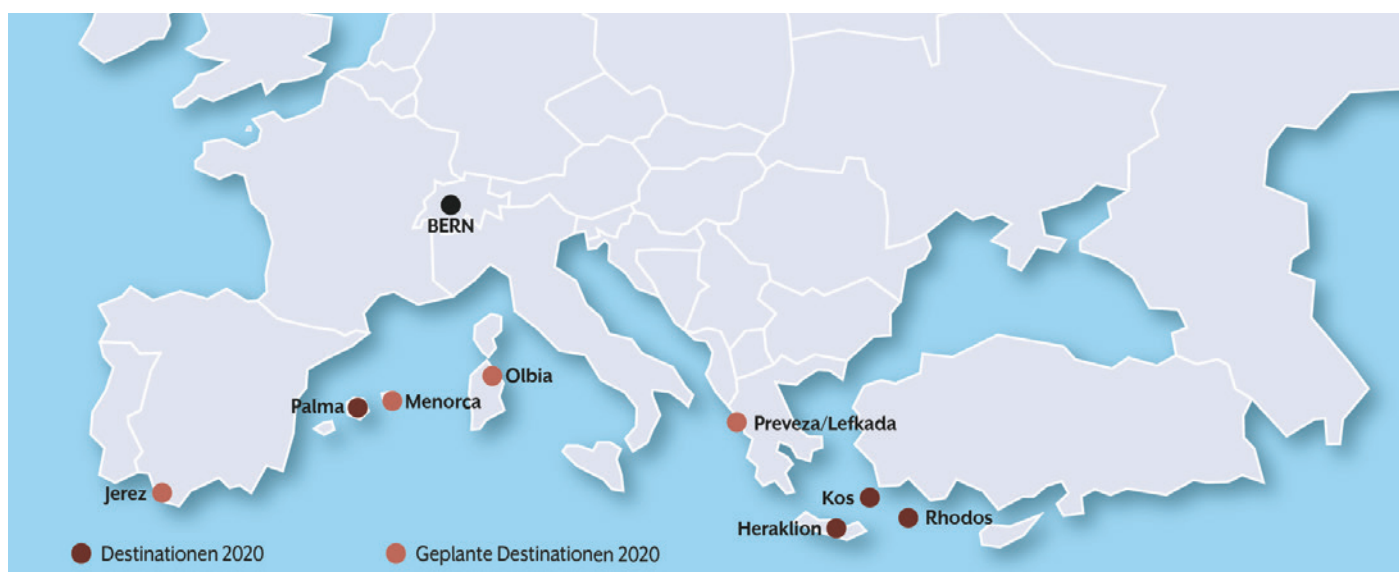 BERN
Olbia
Palma
Menorca
Preveza/Lefkada
Jerez
Kos
Rhodos
Heraklion
Destinationen 2020
Geplante Destinationen 2020